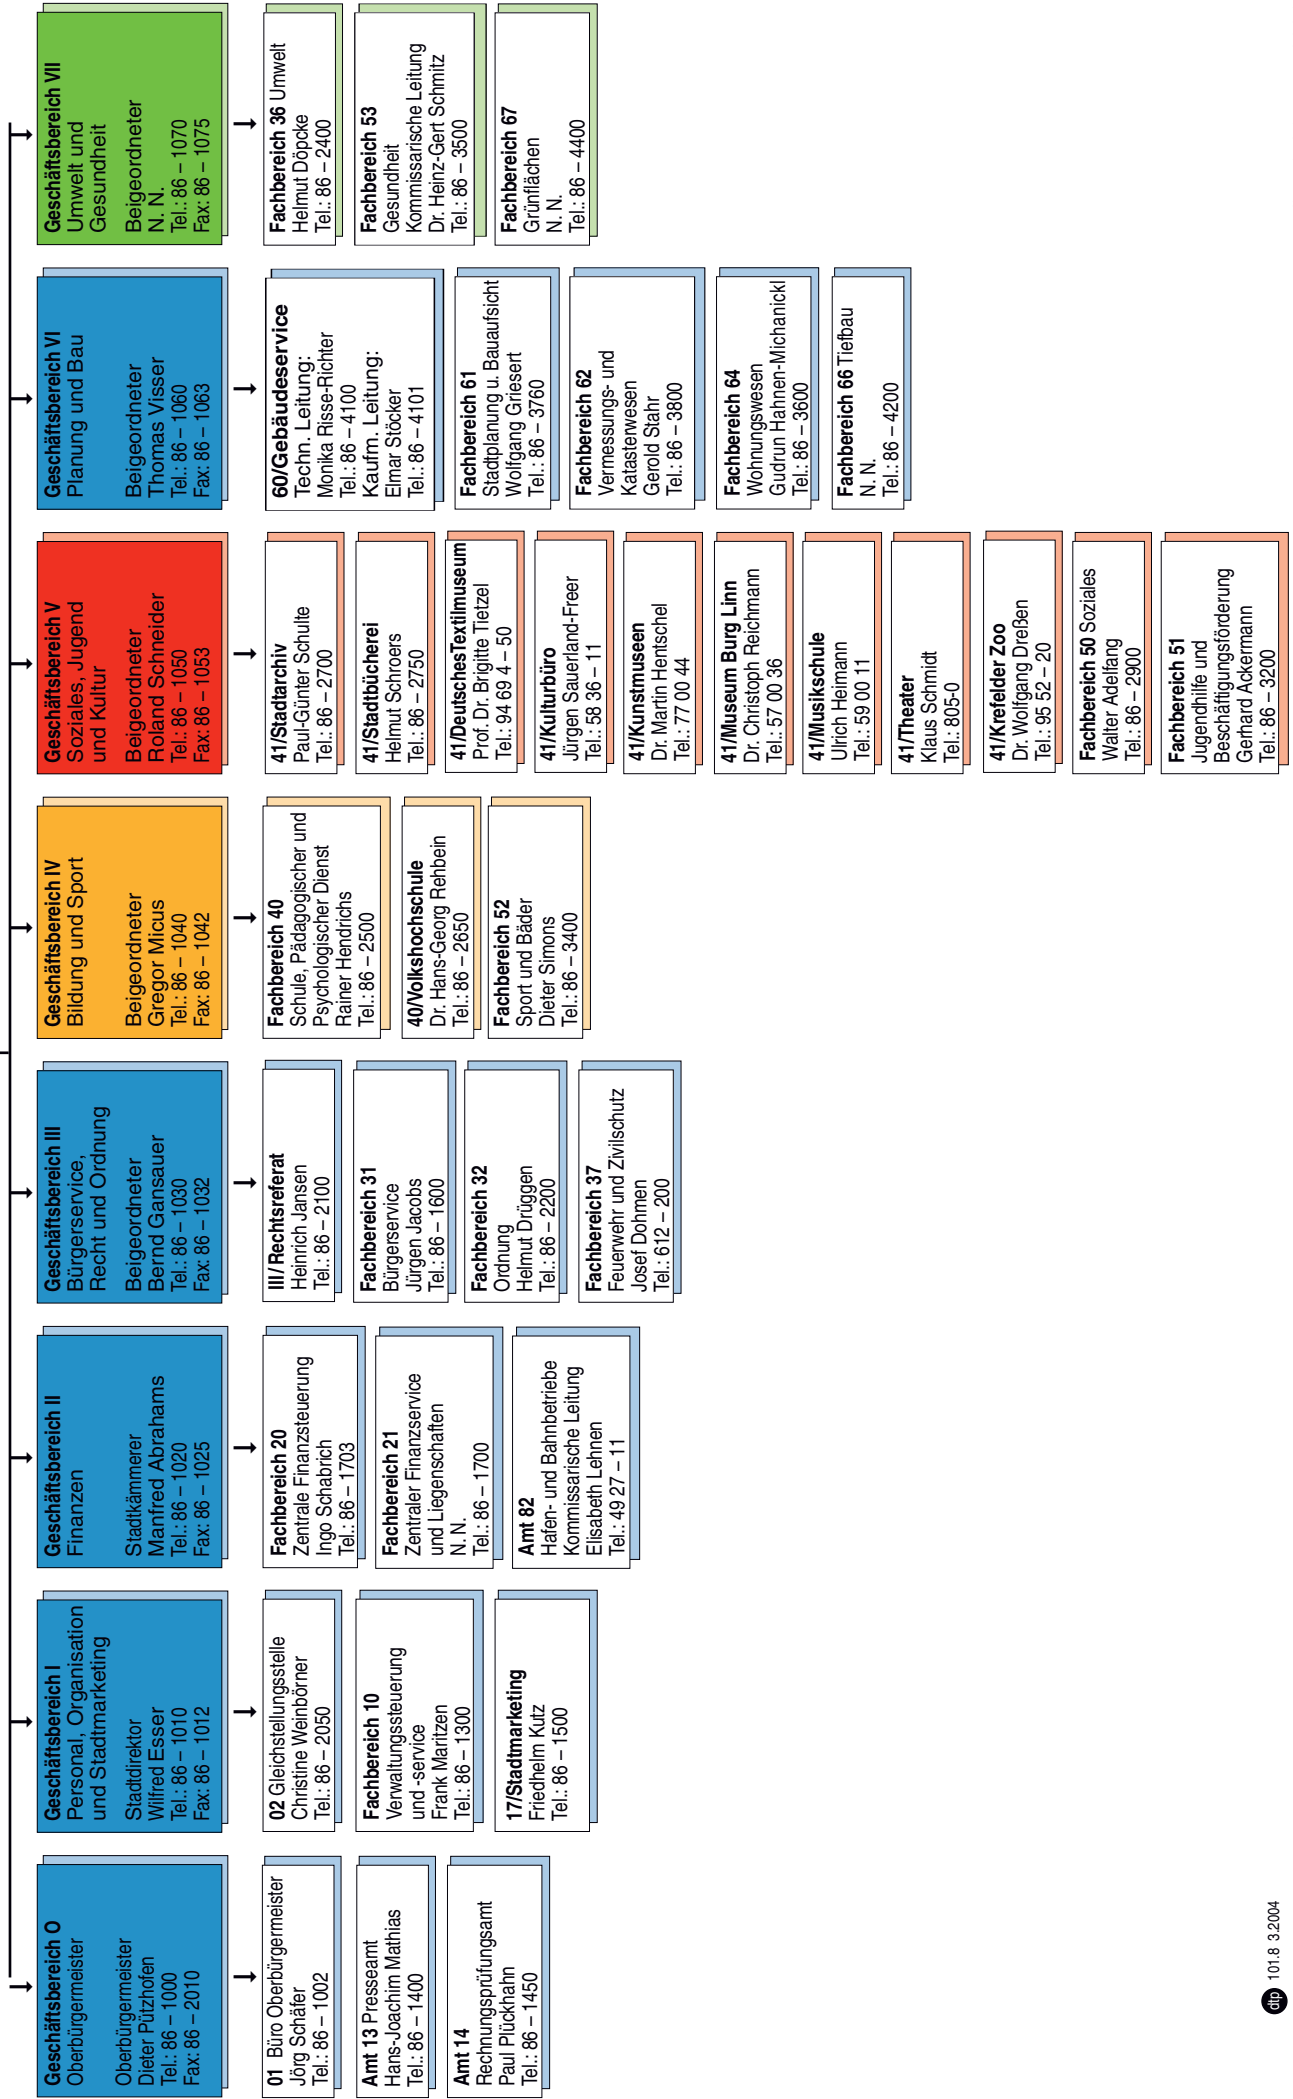 Geschäftsbereich O
Oberbürgermeister
Oberbürgermeister
Dieter Pützhofen
Tel.: 86 – 1000
Fax: 86 – 2010
01 Büro Oberbürgermeister
Jörg Schäfer
Tel.: 86 – 1002
Amt 13 Presseamt
Hans-Joachim Mathias
Tel.: 86 – 1400
Amt 14
Rechnungsprüfungsamt
Paul Plückhahn
Tel.: 86 – 1450
Geschäftsbereich I
Personal, Organisation
und Stadtmarketing
Stadtdirektor
Wilfred Esser
Tel.: 86 – 1010
Fax: 86 – 1012
02 Gleichstellungsstelle
Christine Weinbörner
Tel.: 86 – 2050
Fachbereich 10
Verwaltungssteuerung
und -service
Frank Maritzen
Tel.: 86 – 1300
17/Stadtmarketing
Friedhelm Kutz
Tel.: 86 – 1500
Geschäftsbereich II
Finanzen
Stadtkämmerer
Manfred Abrahams
Tel.: 86 – 1020
Fax: 86 – 1025
Fachbereich 20
Zentrale Finanzsteuerung
Ingo Schabrich
Tel.: 86 – 1703
Fachbereich 21
Zentraler Finanzservice
und Liegenschaften
N. N.
Tel.: 86 – 1700
Amt 82
Hafen- und Bahnbetriebe
Kommissarische Leitung
Elisabeth Lehnen
Tel.: 49 27 – 11
Geschäftsbereich III
Bürgerservice,
Recht und Ordnung
Beigeordneter
Bernd Gansauer
Tel.: 86 – 1030
Fax: 86 – 1032
III/ Rechtsreferat
Heinrich Jansen
Tel.: 86 – 2100
Fachbereich 31
Bürgerservice
Jürgen Jacobs
Tel.: 86 – 1600
Fachbereich 32
Ordnung
Helmut Drüggen
Tel.: 86 – 2200
Fachbereich 37
Feuerwehr und Zivilschutz
Josef Dohmen
Tel.: 612 – 200
Geschäftsbereich IV
Bildung und Sport
Beigeordneter
Gregor Micus
Tel.: 86 – 1040
Fax: 86 – 1042
Fachbereich 40
Schule, Pädagogischer und
Psychologischer Dienst
Rainer Hendrichs
Tel.: 86 – 2500
40/Volkshochschule
Dr. Hans-Georg Rehbein
Tel.: 86 – 2650
Fachbereich 52
Sport und Bäder
Dieter Simons
Tel.: 86 – 3400
Geschäftsbereich V
Soziales, Jugend
und Kultur
Beigeordneter
Roland Schneider
Tel.: 86 – 1050
Fax: 86 – 1053
41/Stadtarchiv
Paul-Günter Schulte
Tel.: 86 – 2700
41/Stadtbücherei
Helmut Schroers
Tel.: 86 – 2750
41/DeutschesTextilmuseum
Prof. Dr. Brigitte Tietzel
Tel.: 94 69 4 – 50
41/Kulturbüro
Jürgen Sauerland-Freer
Tel.: 58 36 – 11
41/Kunstmuseen
Dr. Martin Hentschel
Tel.: 77 00 44
41/Museum Burg Linn
Dr. Christoph Reichmann
Tel.: 57 00 36
41/Musikschule
Ulrich Heimann
Tel.: 59 00 11
41/Theater
Klaus Schmidt
Tel.: 805-0
41/Krefelder Zoo
Dr. Wolfgang Dreßen
Tel.: 95 52 – 20
Fachbereich 50 Soziales
Walter Adelfang
Tel.: 86 – 2900
Fachbereich 51
Jugendhilfe und
Beschäftigungsförderung
Gerhard Ackermann
Tel.: 86 – 3200
Geschäftsbereich VI
Planung und Bau
Beigeordneter
Thomas Visser
Tel.: 86 – 1060
Fax: 86 – 1063
60/Gebäudeservice
Techn. Leitung:
Monika Risse-Richter
Tel.: 86 – 4100
Kaufm. Leitung:
Elmar Stöcker
Tel.: 86 – 4101
Fachbereich 61
Stadtplanung u. Bauaufsicht
Wolfgang Griesert
Tel.: 86 – 3760
Fachbereich 62
Vermessungs- und
Katasterwesen
Gerold Stahr
Tel.: 86 – 3800
Fachbereich 64
Wohnungswesen
Gudrun Hahnen-Michanickl
Tel.: 86 – 3600
Fachbereich 66 Tiefbau
N. N.
Tel.: 86 – 4200
Geschäftsbereich VII
Umwelt und
Gesundheit
Beigeordneter
N. N.
Tel.: 86 – 1070
Fax: 86 – 1075
Fachbereich 36 Umwelt
Helmut Döpcke
Tel.: 86 – 2400
Fachbereich 53
Gesundheit
Kommissarische Leitung
Dr. Heinz-Gert Schmitz
Tel.: 86 – 3500
Fachbereich 67
Grünflächen
N. N.
Tel.: 86 – 4400
dtp 101.8 3.2004